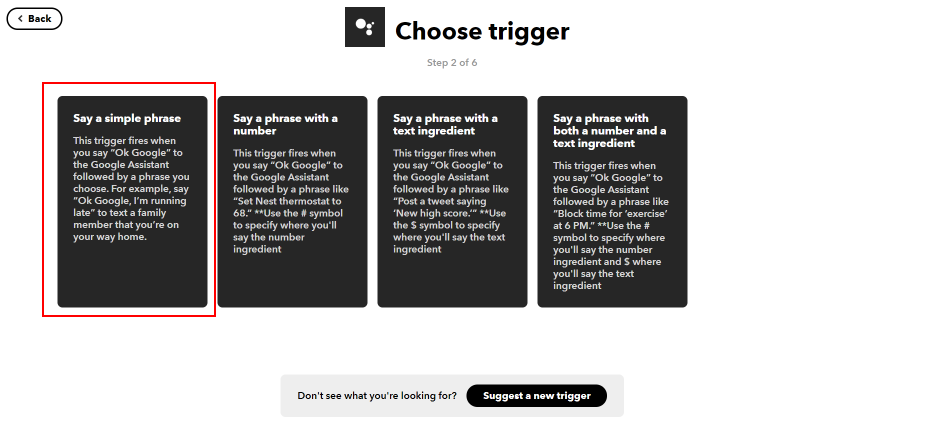 Back
Choose trigger
Step 2 of 6
Say a simple phrase
This trigger fires when
you say “Ok Google” to
the Google Assistant
followed by a phrase you
choose. For example, say
“Ok Google, I’m running
late” to text a family
member that you’re on
your way home.
Say a phrase with a
number
This trigger fires when
you say “Ok Google” to
the Google Assistant
followed by a phrase like
“Set Nest thermostat to
68.” **Use the # symbol
to specify where you'll
say the number
ingredient
Say a phrase with a
text ingredient
This trigger fires when
you say “Ok Google” to
the Google Assistant
followed by a phrase like
“Post a tweet saying
‘New high score.’” **Use
the $ symbol to specify
where you'll say the text
ingredient
Say a phrase with
both a number and a
text ingredient
This trigger fires when
you say “Ok Google” to
the Google Assistant
followed by a phrase like
“Block time for ‘exercise’
at 6 PM.” **Use the #
symbol to specify where
you'll say the number
ingredient and $ where
you'll say the text
ingredient
Don't see what you're looking for?
Suggest a new trigger